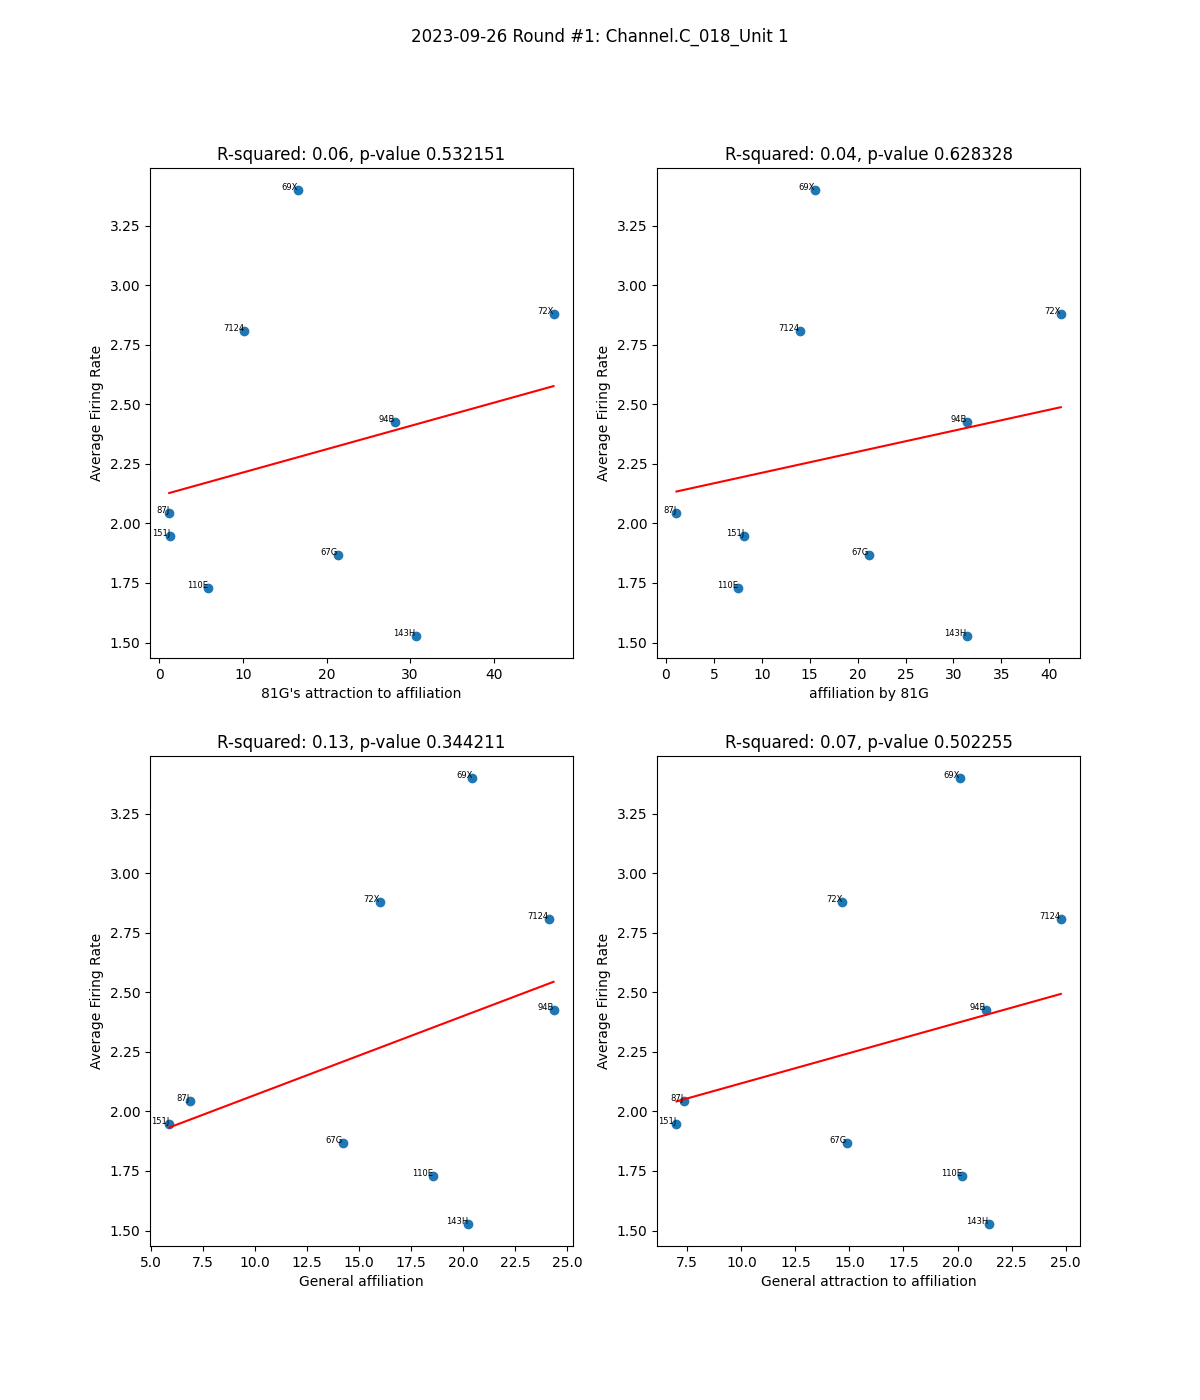 2023-09-26 Round #1: Channel.C_018_Unit 1
R-squared: 0.06, p-value 0.532151
3.25
3.00
2.75
2.50
2.25
2.00
1.75
1.50
Average Firing Rate
69X
72X
7124
94B
87J
151J
67G
110E
143H
0 10 20 30 40
81G's attraction to affiliation
R-squared: 0.04, p-value 0.628328
3.25
3.00
2.75
2.50
2.25
2.00
1.75
1.50
Average Firing Rate
69X
72X
7124
94B
87J
151J
67G
110E
143H
0 5 10 15 20 25 30 35 40
affiliation by 81G
R-squared: 0.13, p-value 0.344211
3.25
3.00
2.75
2.50
2.25
2.00
1.75
1.50
Average Firing Rate
69X
72X
7124
94B
87J
151J
67G
110E
143H
5.0 7.5 10.0 12.5 15.0 17.5 20.0 22.5 25.0
General affiliation
R-squared: 0.07, p-value 0.502255
3.25
3.00
2.75
2.50
2.25
2.00
1.75
1.50
Average Firing Rate
69X
72X
7124
94B
87J
151J
67G
110E
143H
7.5 10.0 12.5 15.0 17.5 20.0 22.5 25.0
General attraction to affiliation